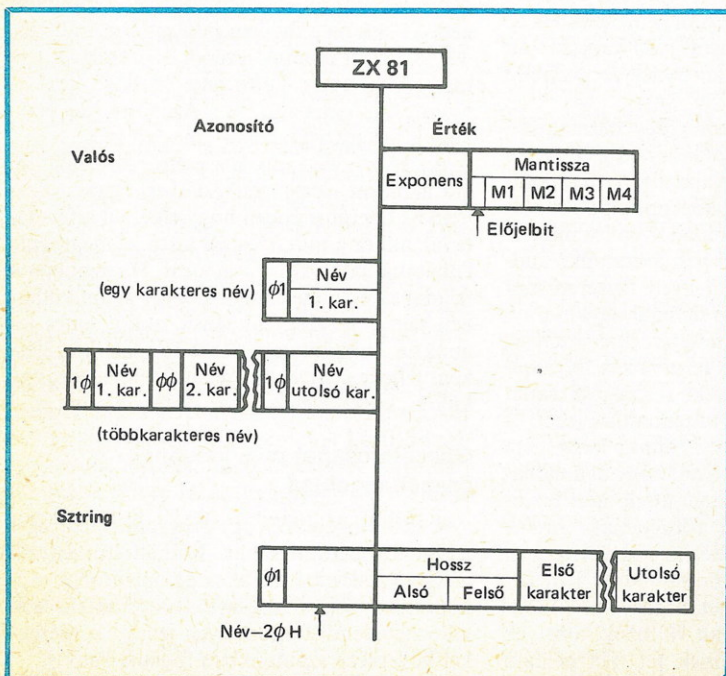 ZX 81
Azonosító
Érték
Valós
Exponens
Mantissza
M1 M2 M3 M4
Előjelbit
(egy karakteres név)
ϕ1
Név
1. kar.
1ϕ
Név
1. kar.
ϕϕ
Név
2. kar.
1ϕ
Név
utolsó kar.
(többkarakteres név)
Sztring
ϕ1
Hossz
Alsó
Felső
Első
karakter
Utolsó
karakter
Név–2ϕ H